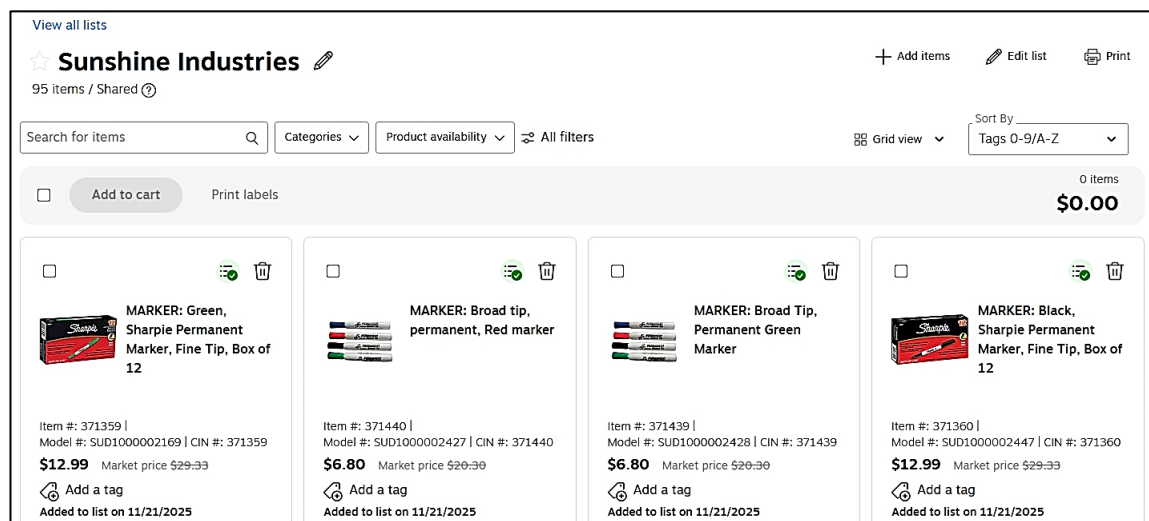 View all lists
Sunshine Industries
95 items / Shared ?
Add items
Edit list
Print
Search for items
Categories
Product availability
All filters
Grid view
Sort By
Tags 0-9/A-Z
Add to cart
Print labels
0 items
$0.00
MARKER: Green,
Sharpie Permanent
Marker, Fine Tip, Box of
12
Sharpie
Item #: 371359 |
Model #: SUD1000002169 | CIN #: 371359
$12.99 Market price $29.33
Add a tag
Added to list on 11/21/2025
MARKER: Broad tip,
permanent, Red marker
Item #: 371440 |
Model #: SUD1000002427 | CIN #: 371440
$6.80 Market price $20.30
Add a tag
Added to list on 11/21/2025
MARKER: Broad Tip,
Permanent Green
Marker
Item #: 371439 |
Model #: SUD1000002428 | CIN #: 371439
$6.80 Market price $20.30
Add a tag
Added to list on 11/21/2025
MARKER: Black,
Sharpie Permanent
Marker, Fine Tip, Box of
12
Sharpie
Item #: 371360 |
Model #: SUD1000002447 | CIN #: 371360
$12.99 Market price $29.33
Add a tag
Added to list on 11/21/2025